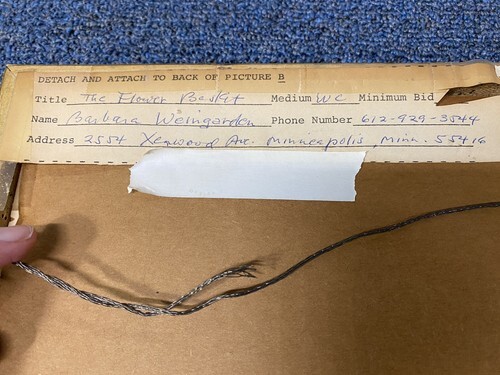 DETACH AND ATTACH TO BACK OF PICTURE B
Title The Flower Basket Medium WC Minimum Bid
Name Barbara Weingarden Phone Number 612-929-3544
Address 2554 Xenwood Ave. Minneapolis, Minn. 55416